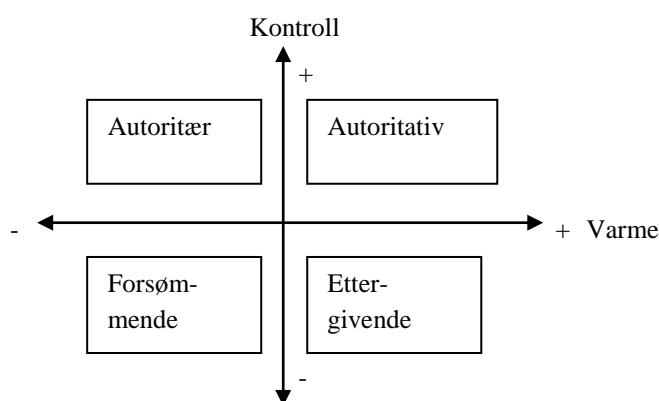 Kontroll
+
Autoritær
Autoritativ
-
+ Varme
Forsøm-
mende
Etter-
givende
-